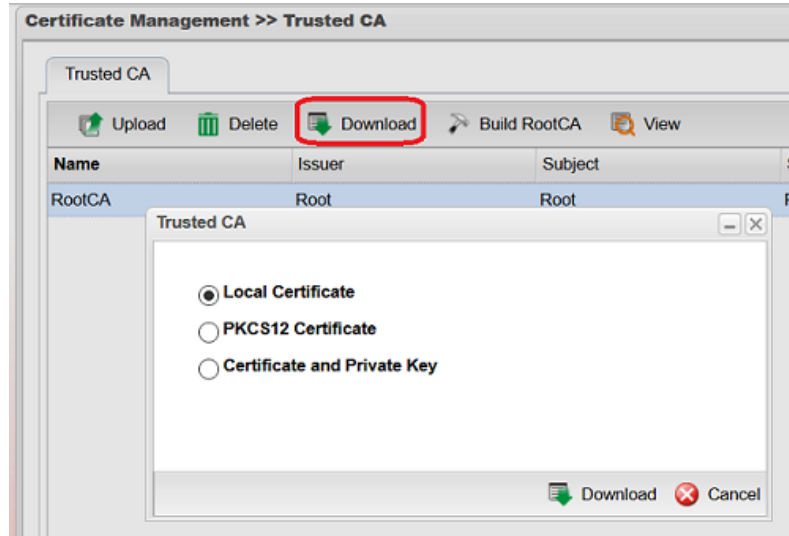 Certificate Management >> Trusted CA
Trusted CA
Upload Delete Download Build RootCA View
Name Issuer Subject
RootCA Root Root
Trusted CA
Local Certificate
PKCS12 Certificate
Certificate and Private Key
Download Cancel